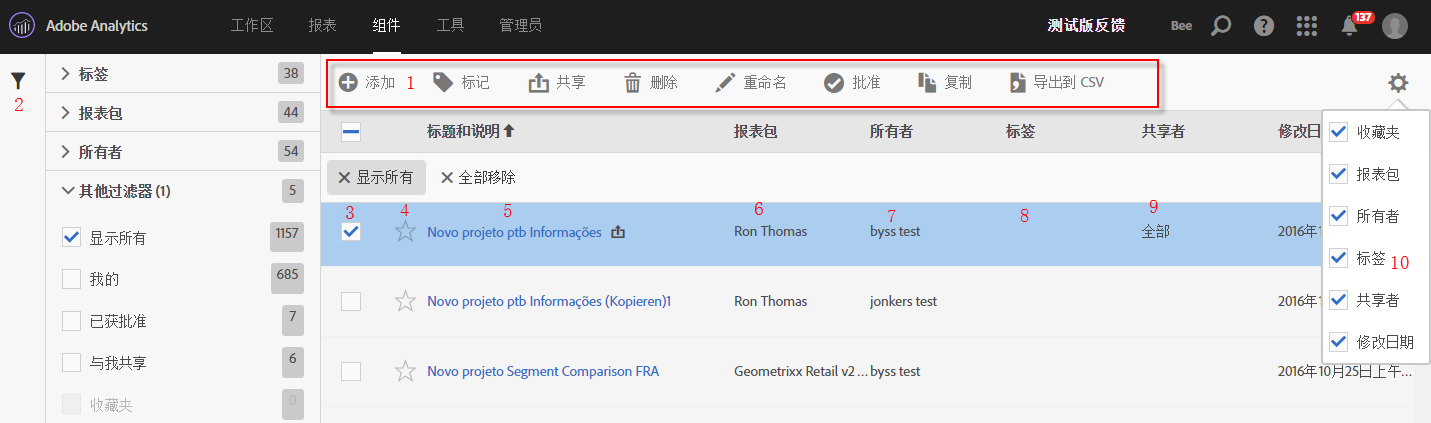 Adobe Analytics 工作区 报表 组件 工具 管理员 测试版反馈 Bee 137
2
标签 38
报表包 44
所有者 54
其他过滤器 (1) 5
显示所有 1157
我的 685
已获批准 7
与我共享 6
收藏夹 0
添加 1 标记 共享 删除 重命名 批准 复制 导出到 CSV
标题和说明 报表包 所有者 标签 共享者 修改日
显示所有 全部移除
3 4 5 6 7 8 9
Novo projeto ptb Informações Ron Thomas byss test 全部 2016年1
Novo projeto ptb Informações (Kopieren)1 Ron Thomas jonkers test 2016年1
Novo projeto Segment Comparison FRA Geometrixx Retail v2 ... byss test 2016年10月25日上午...
收藏夹
报表包
所有者
标签 10
共享者
修改日期